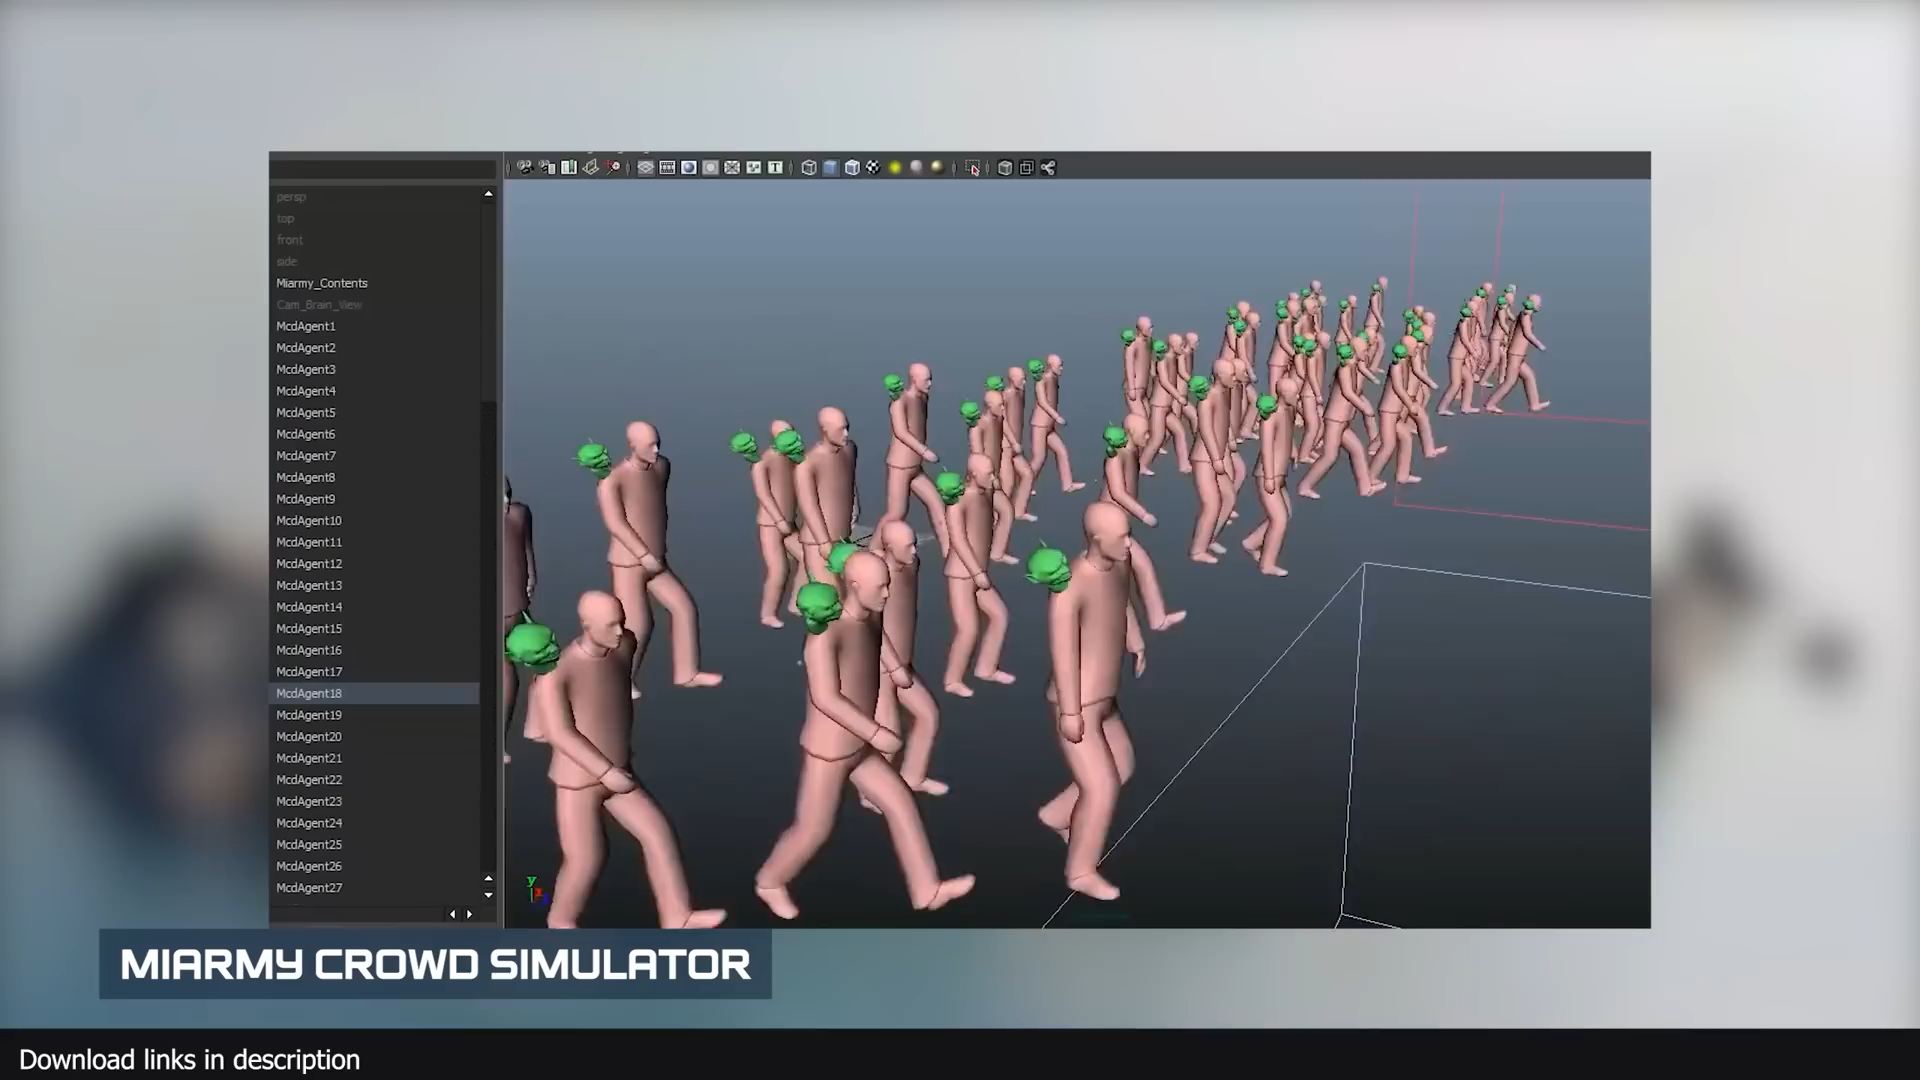 persp
top
front
side
Miarmy_Contents
Cam_Brain_View
McdAgent1
McdAgent2
McdAgent3
McdAgent4
McdAgent5
McdAgent6
McdAgent7
McdAgent8
McdAgent9
McdAgent10
McdAgent11
McdAgent12
McdAgent13
McdAgent14
McdAgent15
McdAgent16
McdAgent17
McdAgent18
McdAgent19
McdAgent20
McdAgent21
McdAgent22
McdAgent23
McdAgent24
McdAgent25
McdAgent26
McdAgent27
y
MIARMY CROWD SIMULATOR
Download links in description